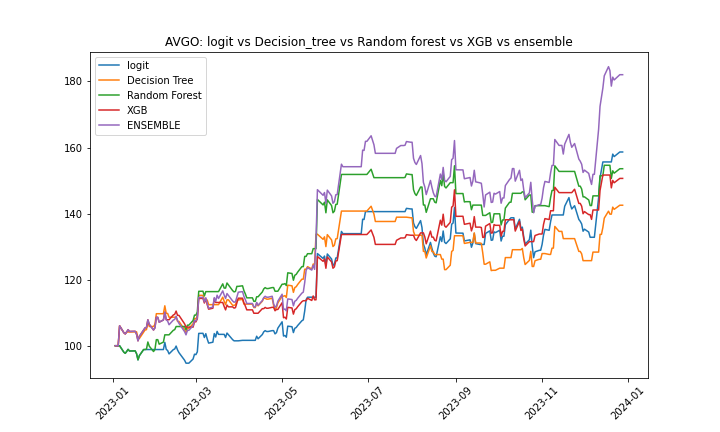 AVGO: logit vs Decision_tree vs Random forest vs XGB vs ensemble
logit
Decision Tree
Random Forest
XGB
ENSEMBLE
180
160
140
120
100
2023-01
2023-03
2023-05
2023-07
2023-09
2023-11
2024-01